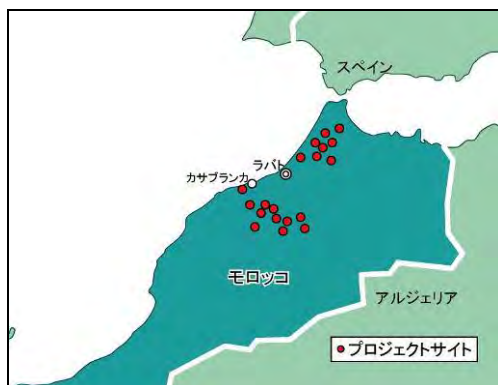 スペイン
ラバト
カサブランカ
モロッコ
アルジェリア
プロジェクトサイト